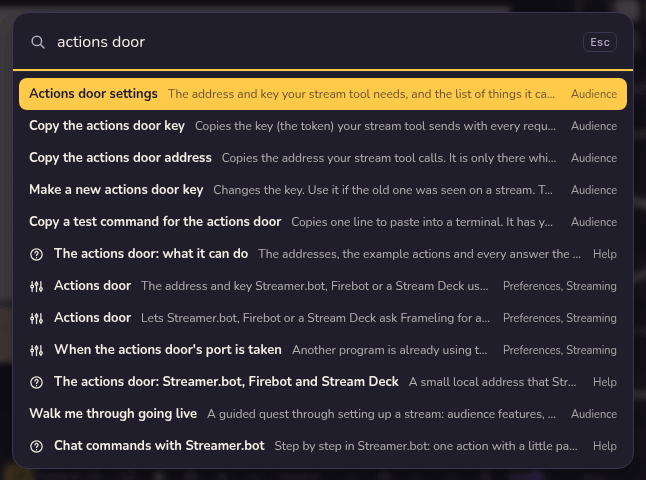 actions door Esc
Actions door settings The address and key your stream tool needs, and the list of things it ca... Audience
Copy the actions door key Copies the key (the token) your stream tool sends with every requ... Audience
Copy the actions door address Copies the address your stream tool calls. It is only there whi... Audience
Make a new actions door key Changes the key. Use it if the old one was seen on a stream. T... Audience
Copy a test command for the actions door Copies one line to paste into a terminal. It has y... Audience
The actions door: what it can do The addresses, the example actions and every answer the ... Help
Actions door The address and key Streamer.bot, Firebot or a Stream Deck us... Preferences, Streaming
Actions door Lets Streamer.bot, Firebot or a Stream Deck ask Frameling for a... Preferences, Streaming
When the actions door's port is taken Another program is already using t... Preferences, Streaming
The actions door: Streamer.bot, Firebot and Stream Deck A small local address that Str... Help
Walk me through going live A guided quest through setting up a stream: audience features, ... Audience
Chat commands with Streamer.bot Step by step in Streamer.bot: one action with a little pa... Help